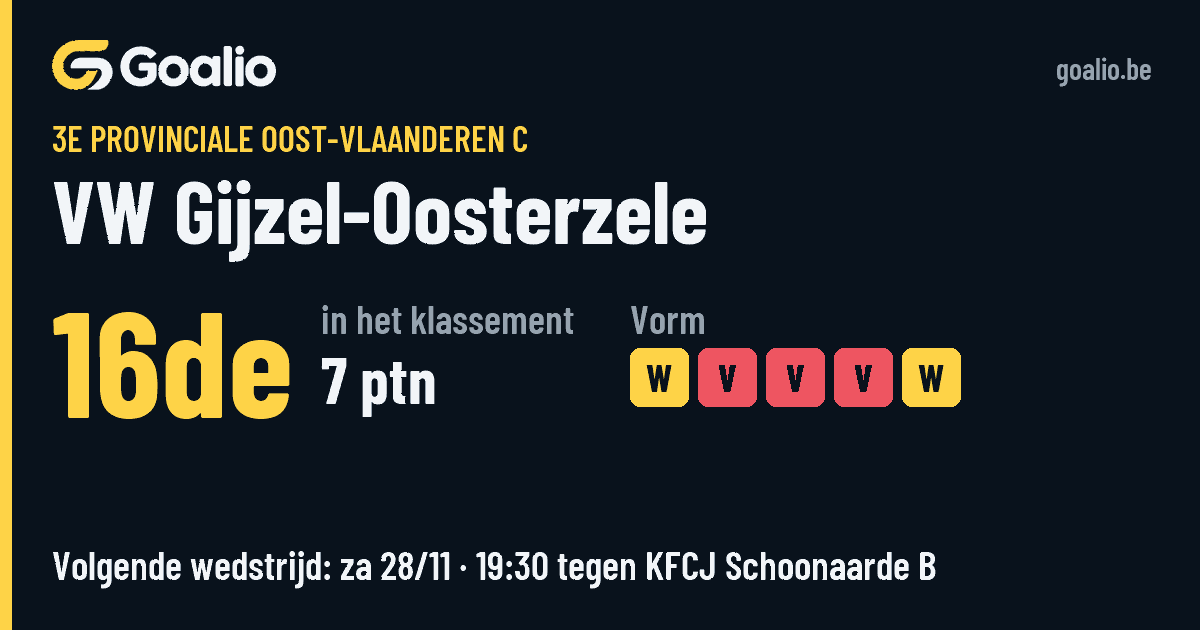 Goalio
goalio.be
3E PROVINCIALE OOST-VLAANDEREN C
VW Gijzel-Oosterzele
16de
in het klassement
7 ptn
Vorm
W V V V W
Volgende wedstrijd: za 28/11 · 19:30 tegen KFCJ Schoonaarde B